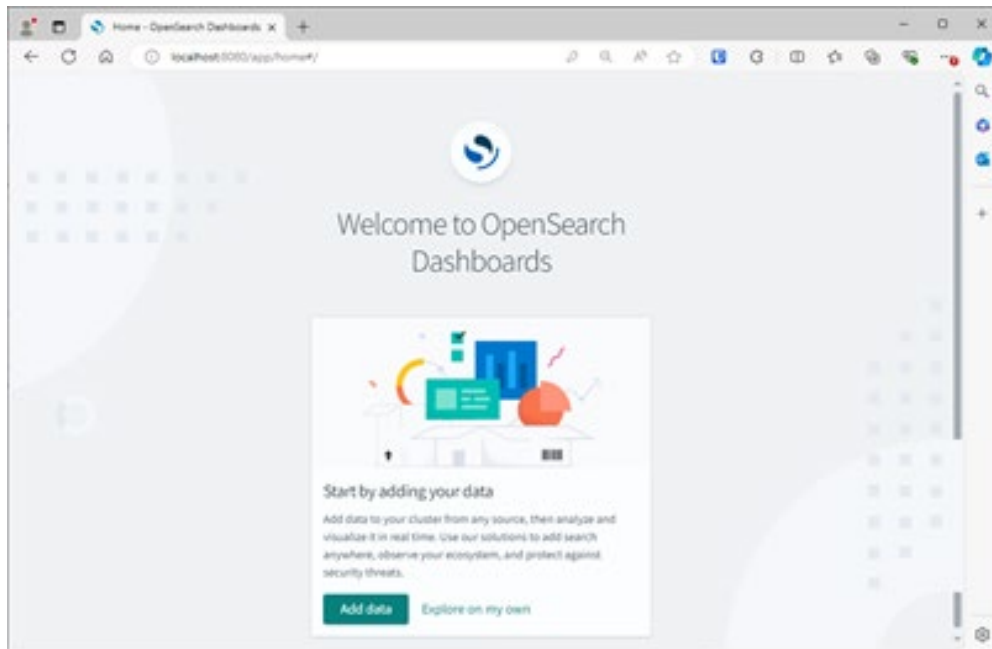 Home - OpenSearch Dashboards
localhost:8080/app/home#/
Welcome to OpenSearch
Dashboards
Start by adding your data
Add data to your cluster from any source, then analyze and
visualize it in real time. Use our solutions to add search
anywhere, observe your ecosystem, and protect against
security threats.
Add data Explore on my own